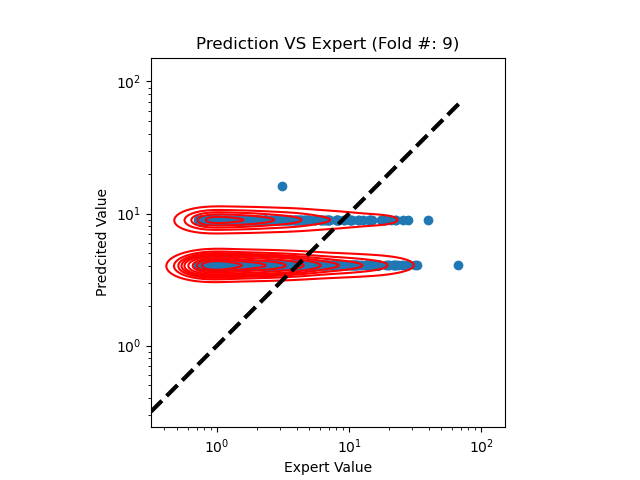 Prediction VS Expert (Fold #: 9)
10²
10¹
10⁰
Predcited Value
10⁰ 10¹ 10²
Expert Value